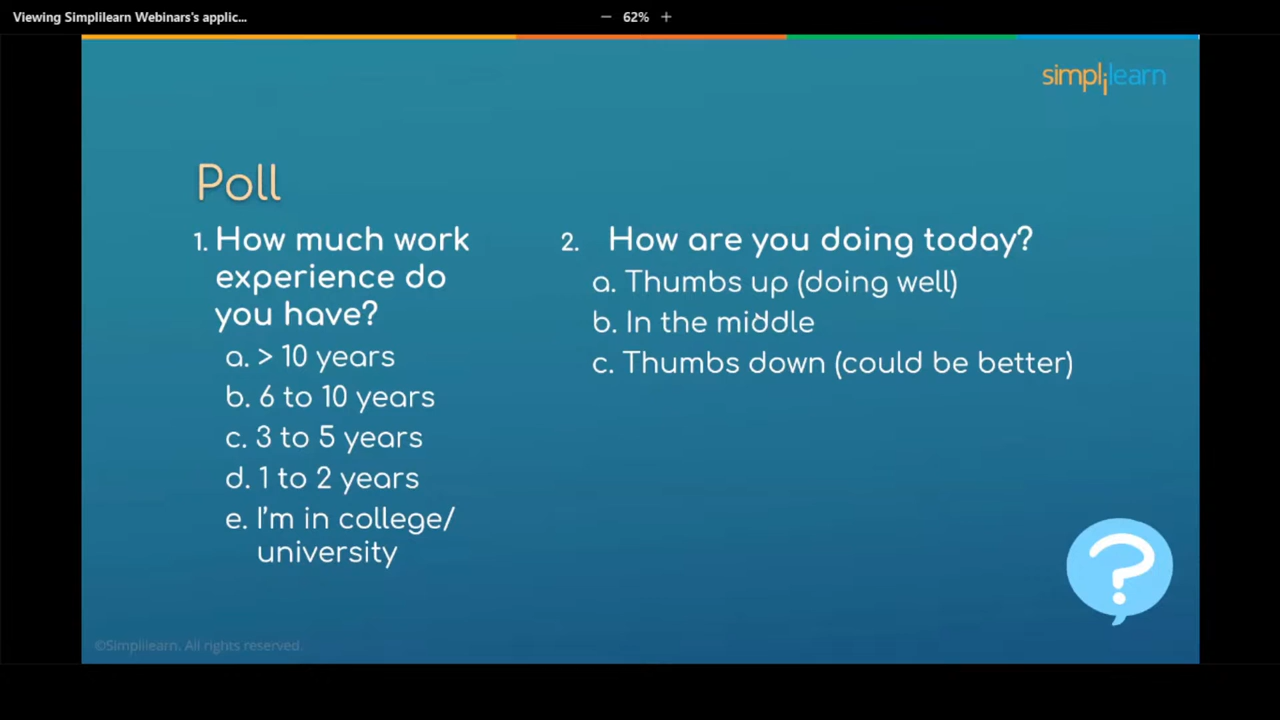 Viewing Simplilearn Webinars's applic...
− 62% +
simplilearn
Poll
1. How much work
experience do
you have?
a. > 10 years
b. 6 to 10 years
c. 3 to 5 years
d. 1 to 2 years
e. I'm in college/
university
2. How are you doing today?
a. Thumbs up (doing well)
b. In the middle
c. Thumbs down (could be better)
?
©Simplilearn. All rights reserved.